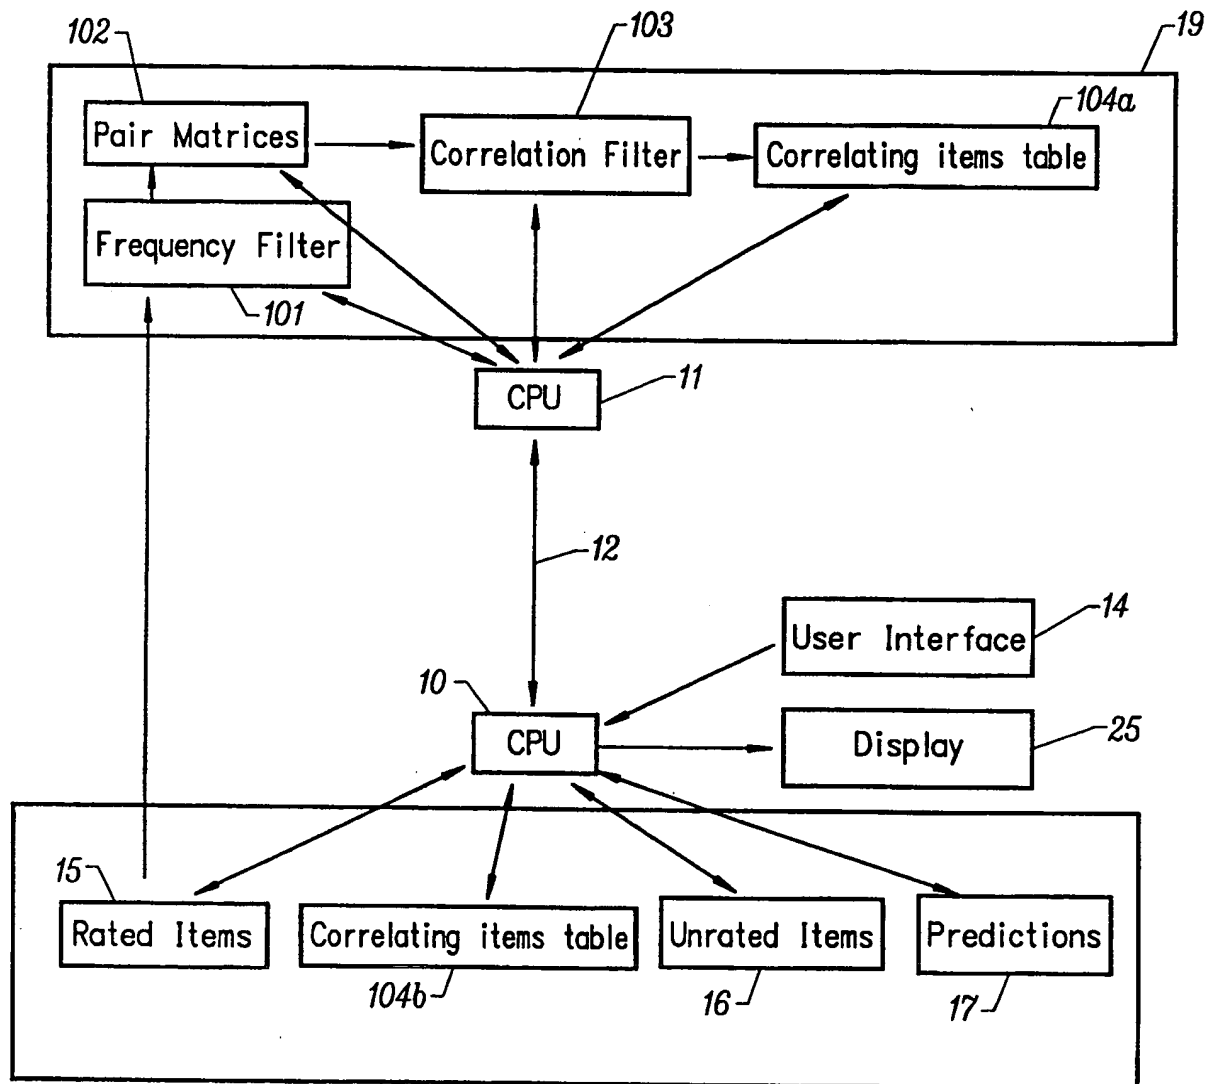 102
103
19
104a
Pair Matrices
Correlation Filter
Correlating items table
Frequency Filter
101
CPU
11
12
14
User Interface
10
CPU
25
Display
15
Rated Items
Correlating items table
Unrated Items
Predictions
104b
16
17